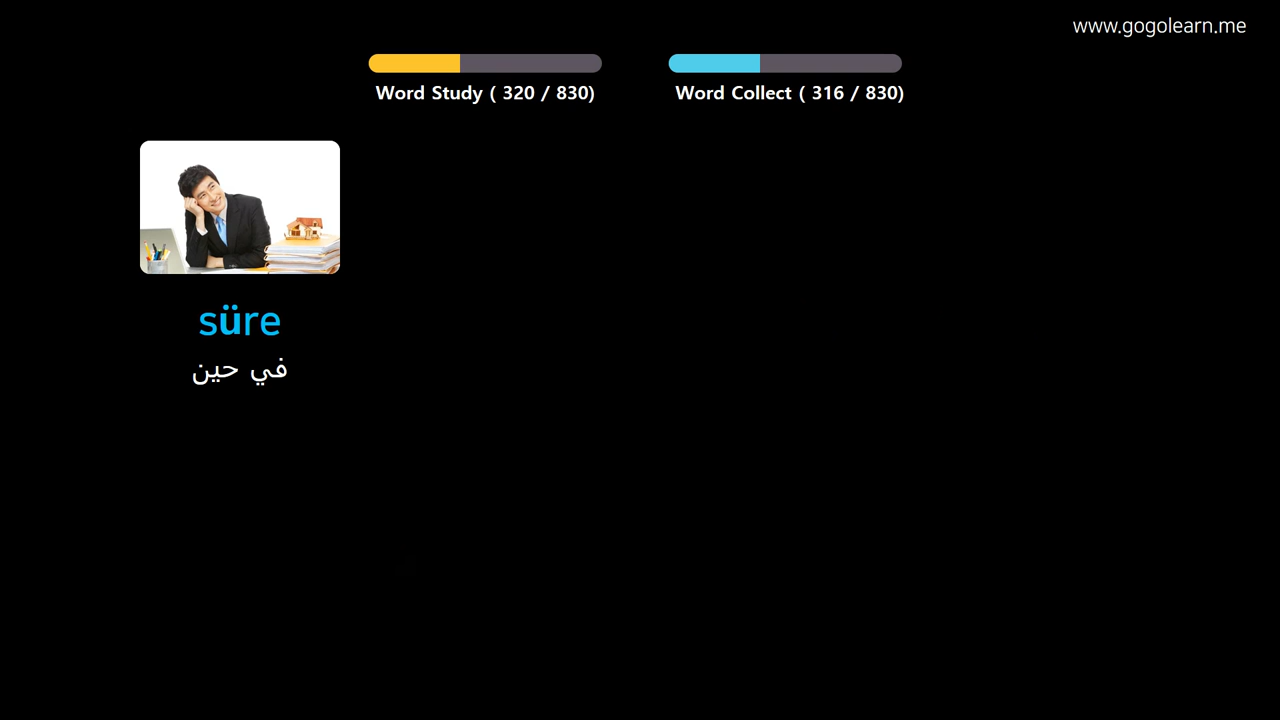 www.gogolearn.me
Word Study ( 320 / 830)
Word Collect ( 316 / 830)
süre
في حين